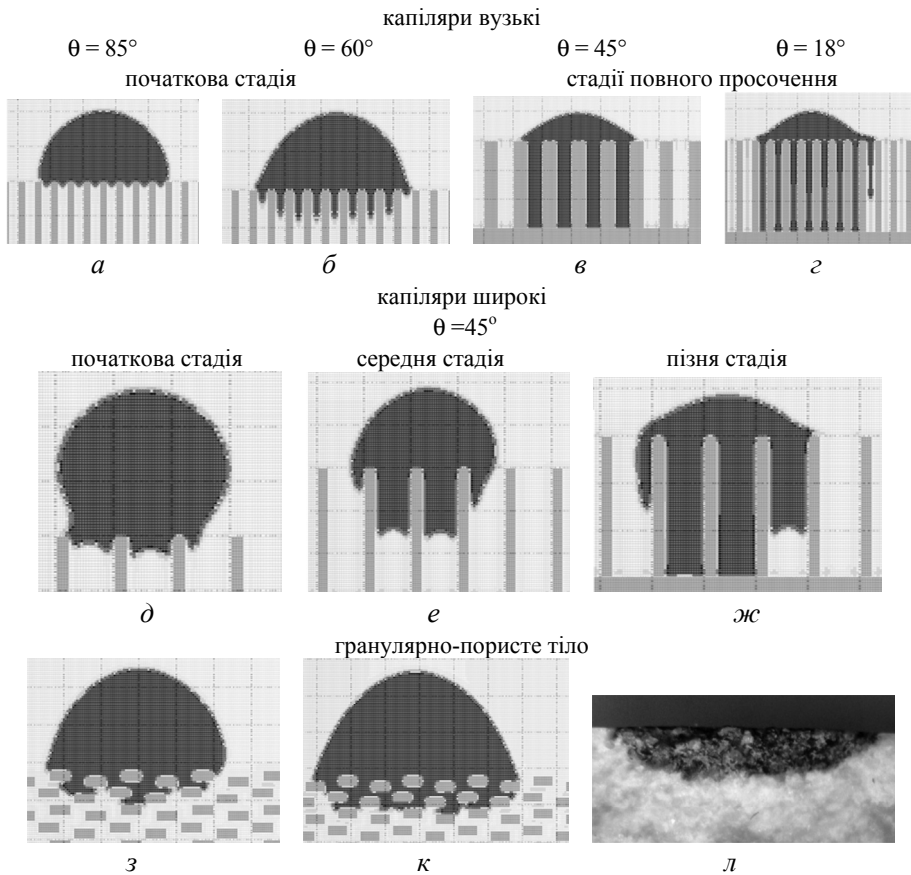 капіляри вузькі
θ = 85° θ = 60° θ = 45° θ = 18°
початкова стадія стадії повного просочення
а б в г
капіляри широкі
θ =45°
початкова стадія середня стадія пізня стадія
д е ж
гранулярно-пористе тіло
з к л